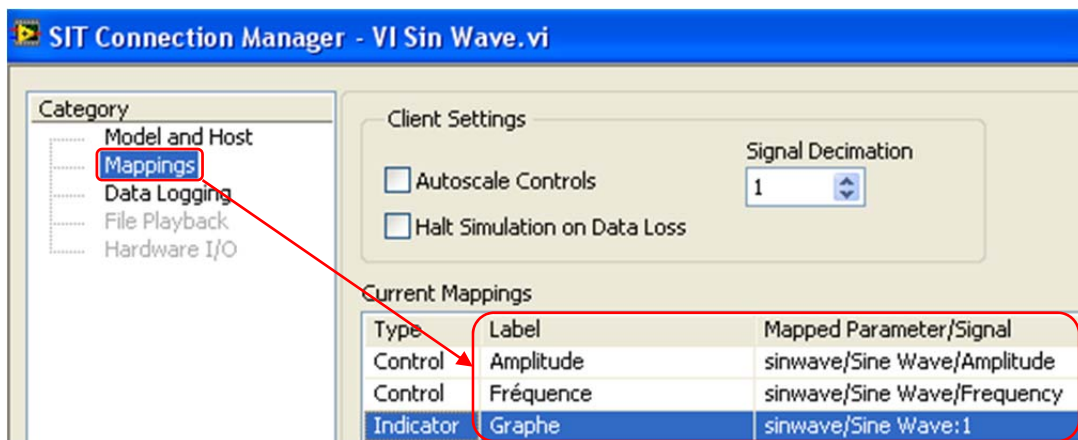 SIT Connection Manager - VI Sin Wave.vi
Category
Model and Host
Mappings
Data Logging
File Playback
Hardware I/O
Client Settings
Autoscale Controls
Halt Simulation on Data Loss
Signal Decimation
1
Current Mappings
Type Label Mapped Parameter/Signal
Control Amplitude sinwave/Sine Wave/Amplitude
Control Fréquence sinwave/Sine Wave/Frequency
Indicator Graphe sinwave/Sine Wave:1